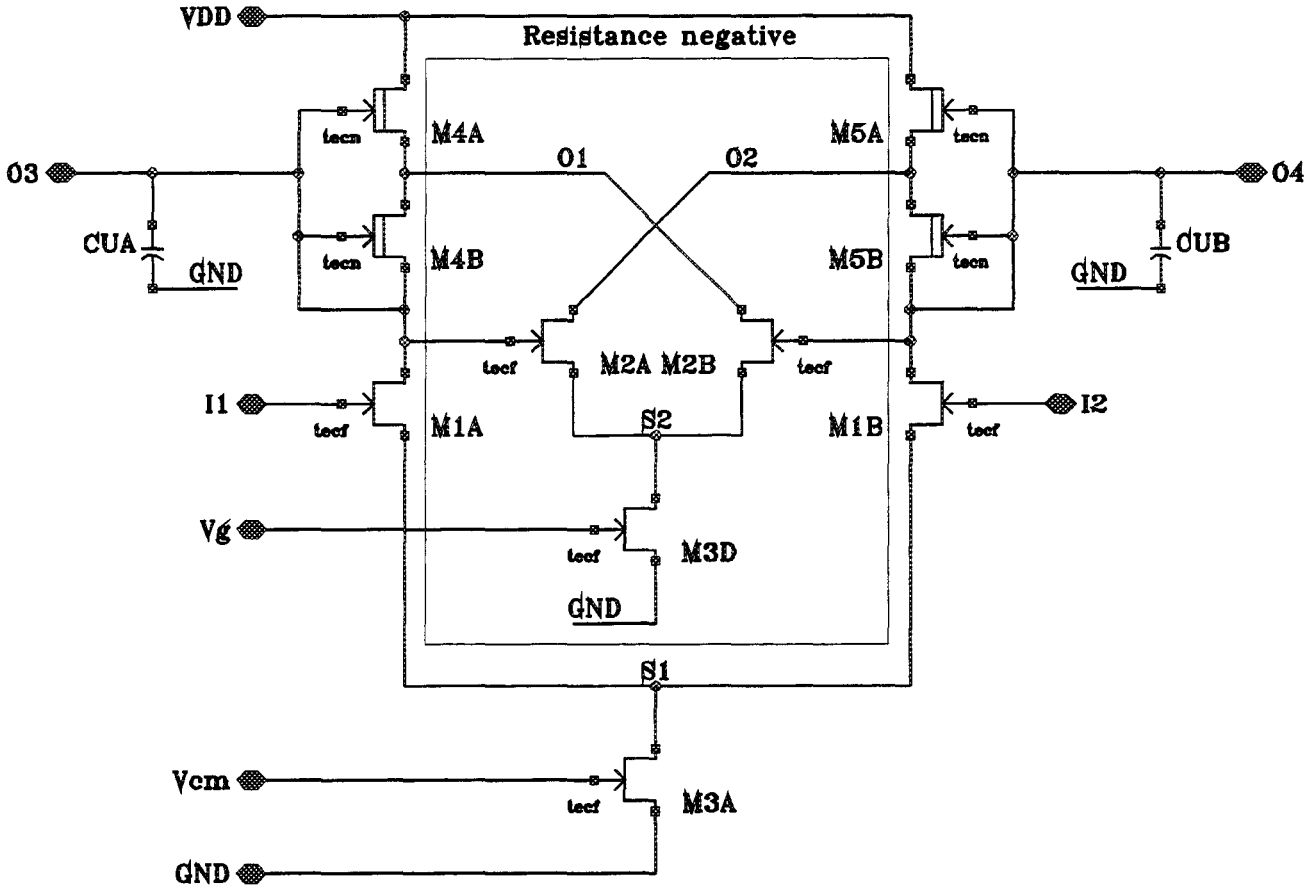 VDD
Resistance negative
tecn
M4A
M5A
tecn
O3
O1
O2
O4
CUA
GND
tecn
M4B
M5B
tecn
GND
CUB
tecf
M2A M2B
tecf
I1
tecf
M1A
S2
M1B
tecf
I2
Vg
tecf
M3D
GND
S1
Vcm
tecf
M3A
GND